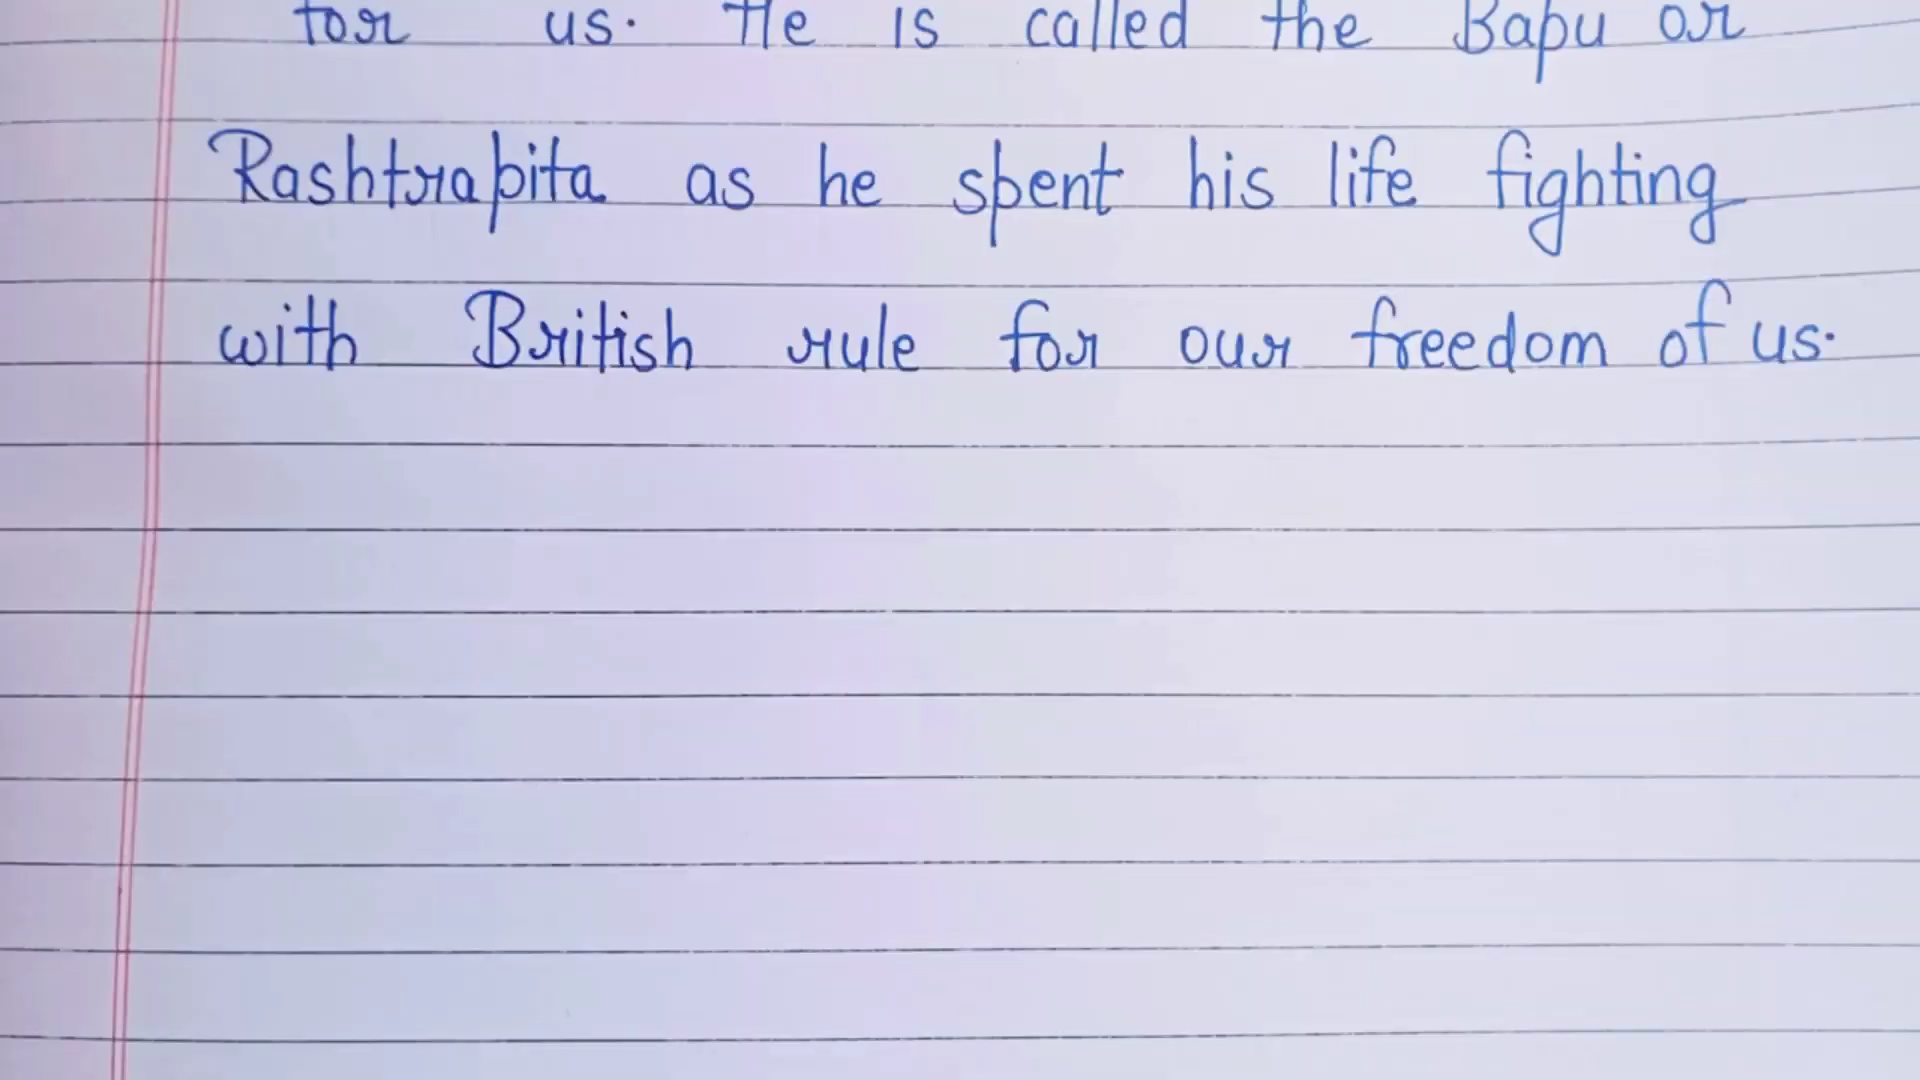 for us. He is called the Bapu or
Rashtrapita as he spent his life fighting
with British rule for our freedom of us.